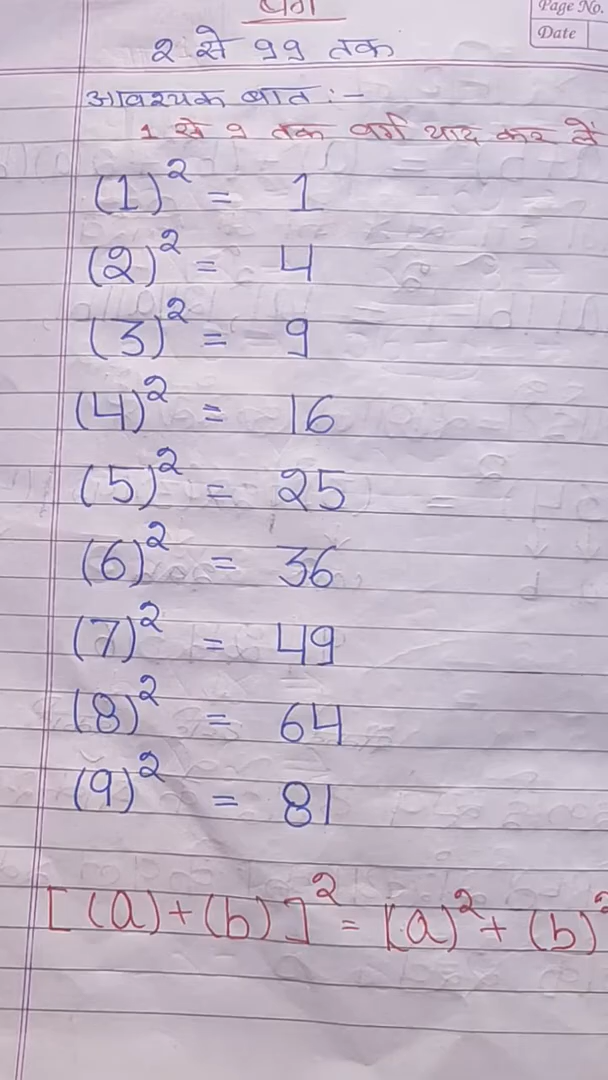 वर्ग
Page No.
Date
2 से 99 तक
आवश्यक बात :-
1 से 9 तक वर्ग याद कर लें
(1)² = 1
(2)² = 4
(3)² = 9
(4)² = 16
(5)² = 25
(6)² = 36
(7)² = 49
(8)² = 64
(9)² = 81
[(a)+(b)]² = [(a)² + (b)²